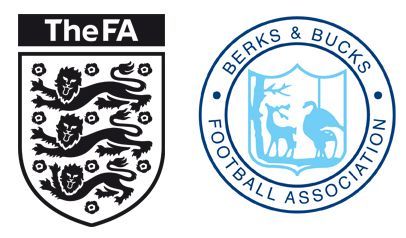 TheFA
BERKS & BUCKS
FOOTBALL ASSOCIATION